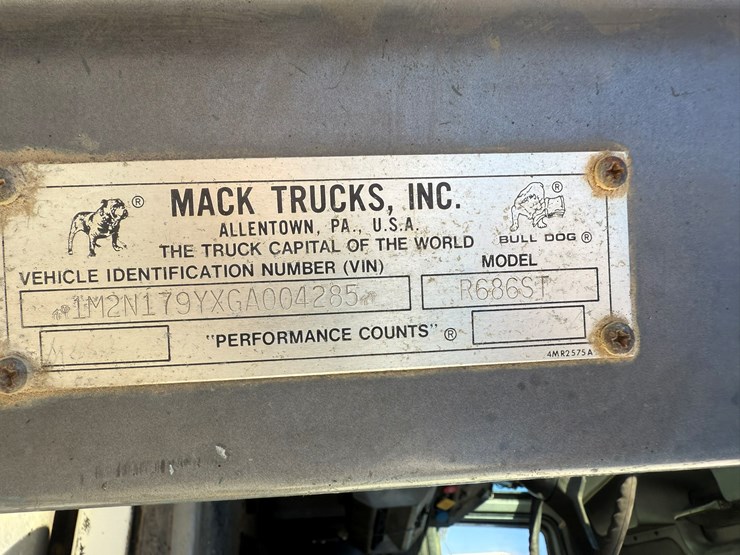 MACK TRUCKS, INC.
ALLENTOWN, PA., U.S.A.
THE TRUCK CAPITAL OF THE WORLD
BULL DOG ®
VEHICLE IDENTIFICATION NUMBER (VIN)
MODEL
1M2N179YXGA004285
R686ST
"PERFORMANCE COUNTS" ®
4MR2575A